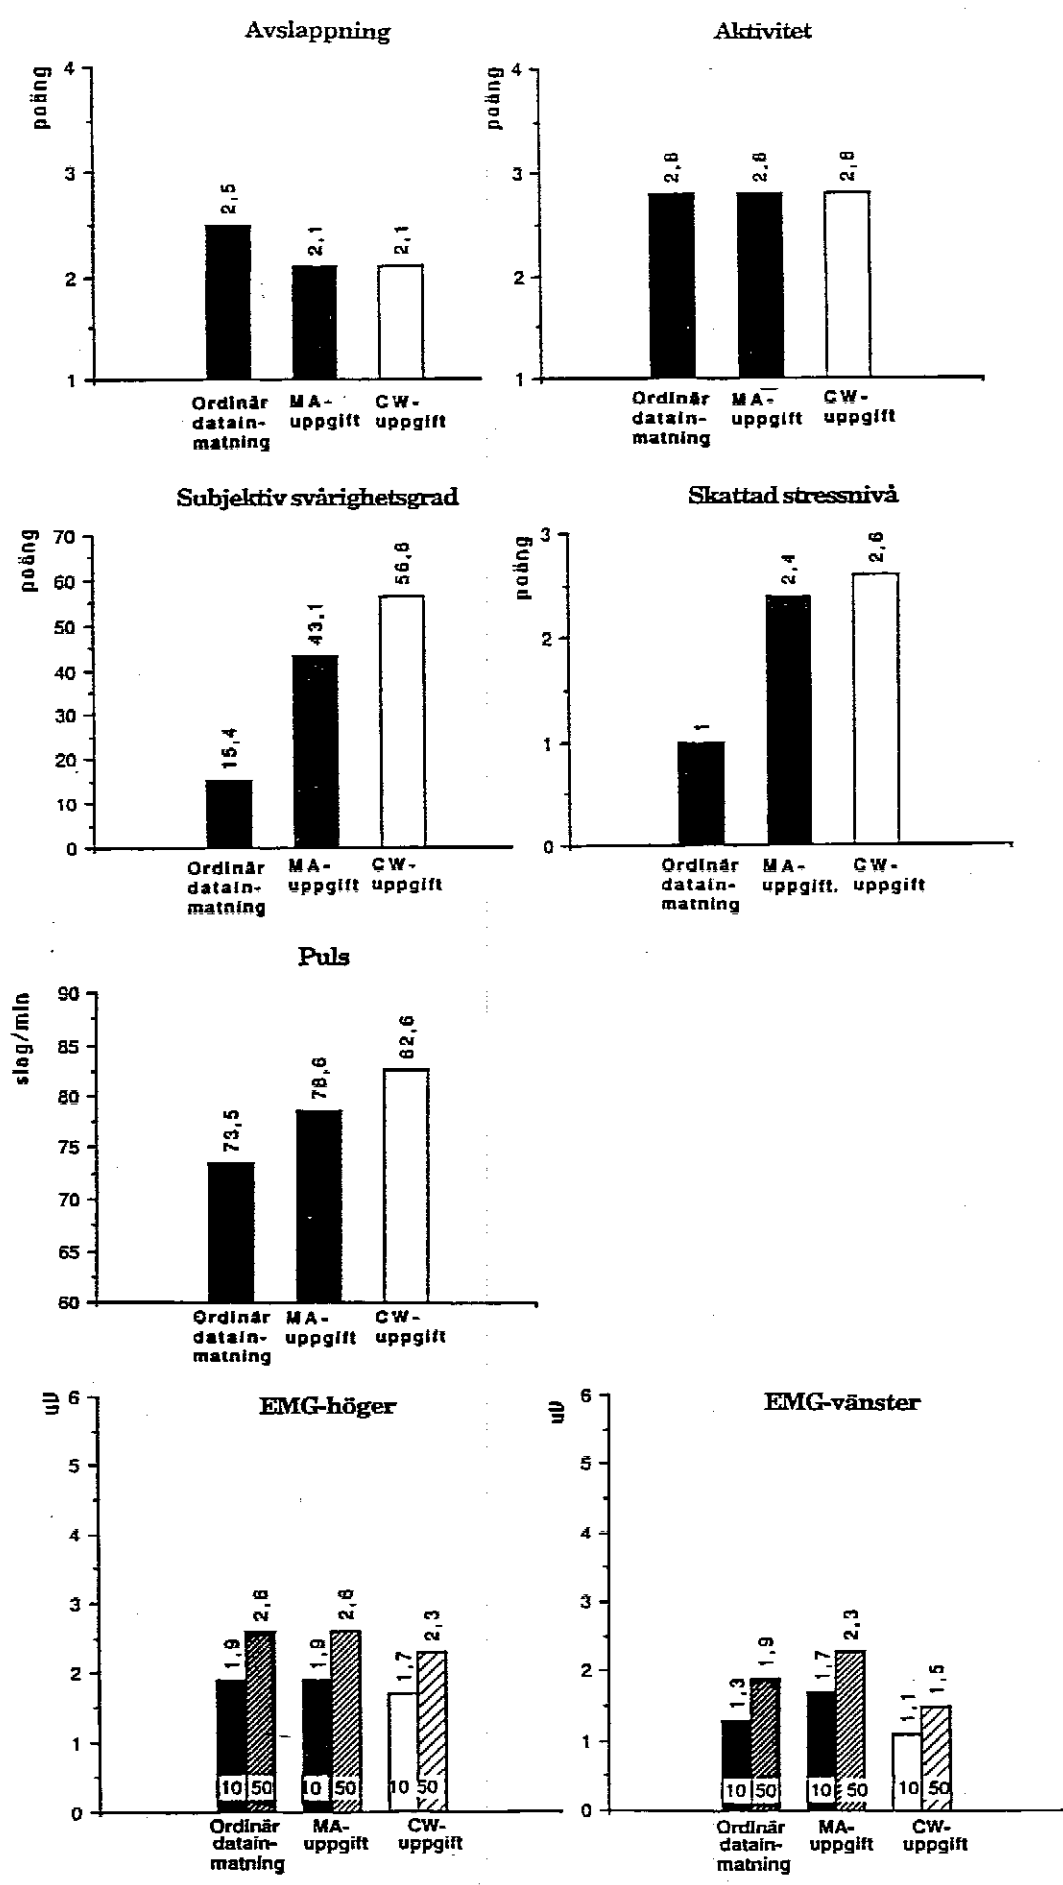 Avslappning
poäng
4
3
2
1
2,5
2,1
2,1
Ordinär
datain-
matning
MA-
uppgift
CW-
uppgift
Aktivitet
poäng
4
3
2
1
2,8
2,8
2,8
Ordinär
datain-
matning
MA-
uppgift
CW-
uppgift
Subjektiv svårighetsgrad
poäng
70
60
50
40
30
20
10
0
15,4
43,1
56,8
Ordinär
datain-
matning
MA-
uppgift
CW-
uppgift
Skattad stressnivå
poäng
3
2
1
0
1
2,4
2,6
Ordinär
datain-
matning
MA-
uppgift.
CW-
uppgift
Puls
slag/min
90
85
80
75
70
65
60
73,5
78,6
82,6
Ordinär
datain-
matning
MA-
uppgift
CW-
uppgift
EMG-höger
uV
6
5
4
3
2
1
0
1,9
2,6
1,9
2,6
1,7
2,3
10 50
10 50
10 50
Ordinär
datain-
matning
MA-
uppgift
CW-
uppgift
EMG-vänster
uV
6
5
4
3
2
1
0
1,3
1,9
1,7
2,3
1,1
1,5
10 50
10 50
10 50
Ordinär
datain-
matning
MA-
uppgift
CW-
uppgift